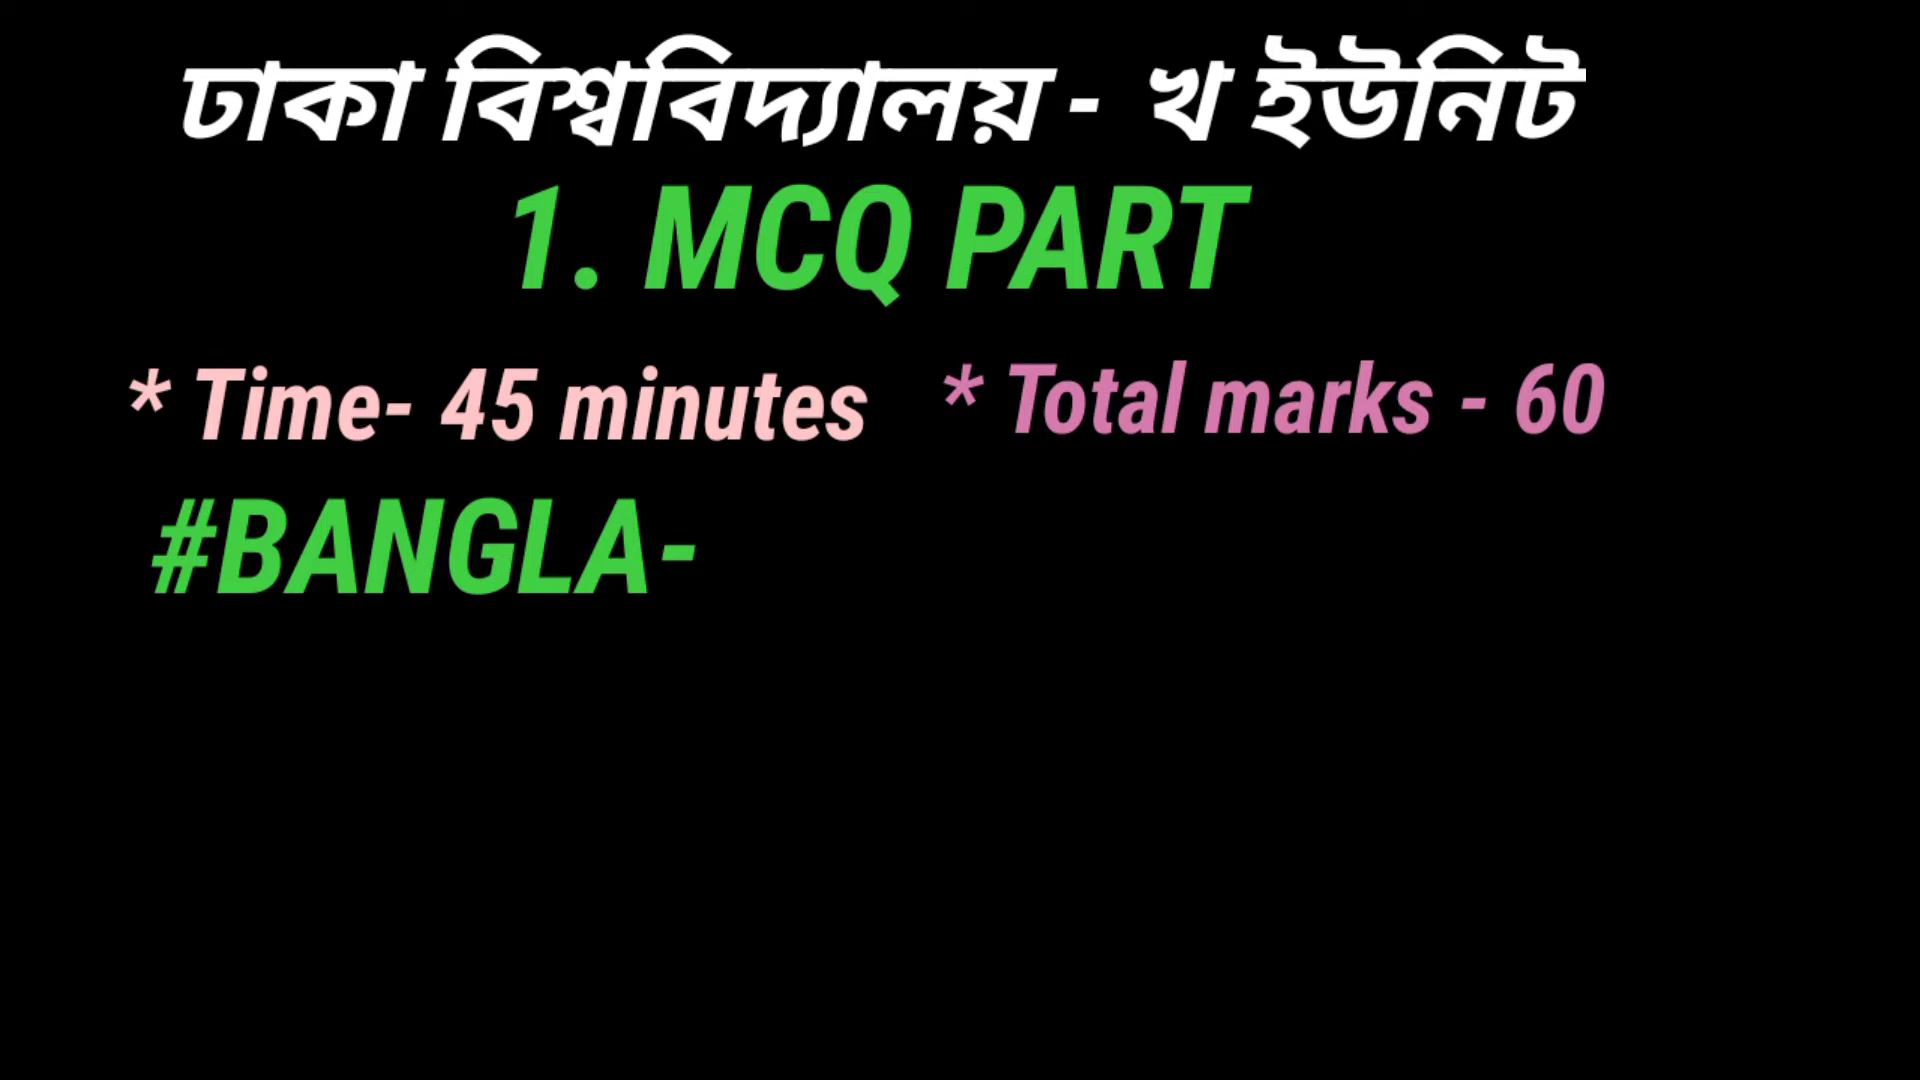 ঢাকা বিশ্ববিদ্যালয় - খ ইউনিট
1. MCQ PART
* Time- 45 minutes * Total marks - 60
#BANGLA-